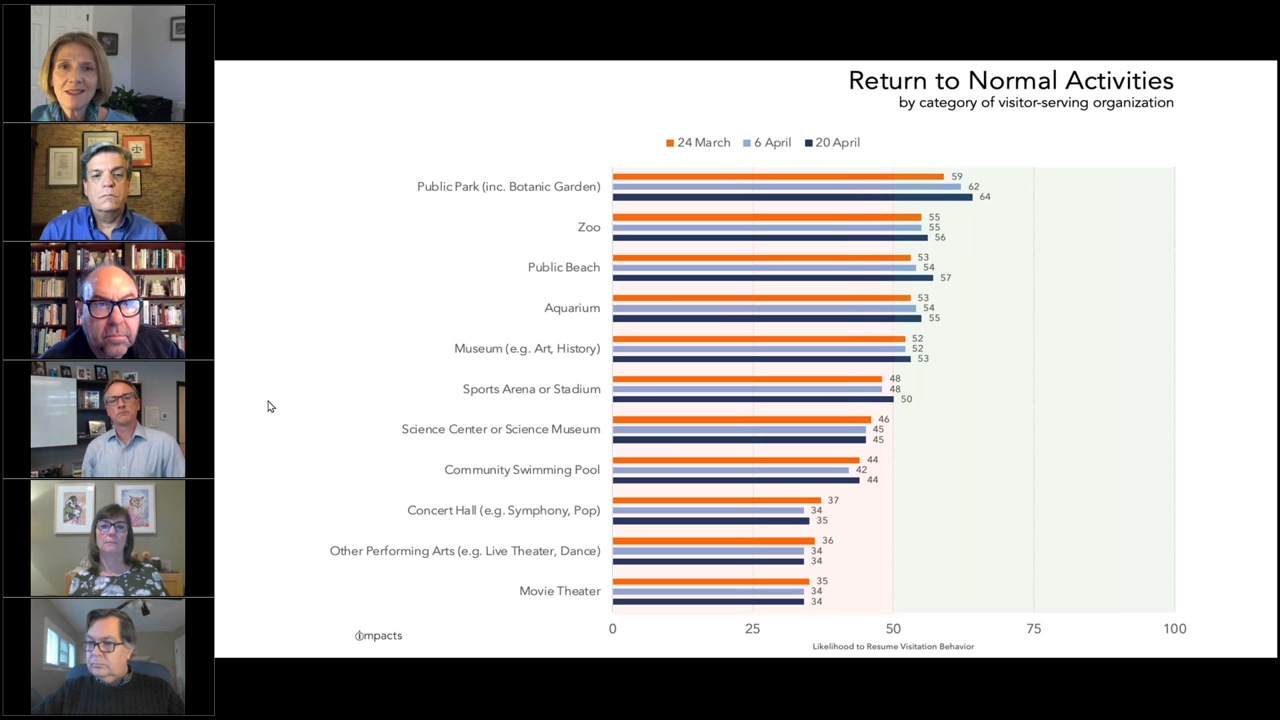 Return to Normal Activities
by category of visitor-serving organization
24 March 6 April 20 April
Public Park (inc. Botanic Garden) 59 62 64
Zoo 55 55 56
Public Beach 53 54 57
Aquarium 53 54 55
Museum (e.g. Art, History) 52 52 53
Sports Arena or Stadium 48 48 50
Science Center or Science Museum 46 45 45
Community Swimming Pool 44 42 44
Concert Hall (e.g. Symphony, Pop) 37 34 35
Other Performing Arts (e.g. Live Theater, Dance) 36 34 34
Movie Theater 35 34 34
0 25 50 75 100
Likelihood to Resume Visitation Behavior
impacts